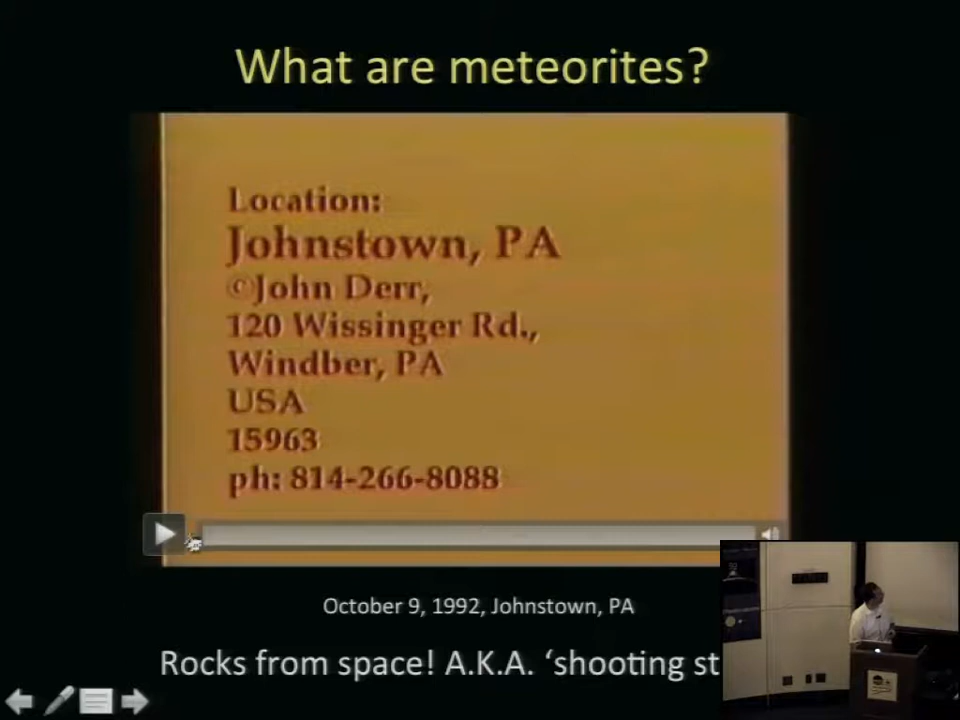 What are meteorites?
Location:
Johnstown, PA
©John Derr,
120 Wissinger Rd.,
Windber, PA
USA
15963
ph: 814-266-8088
October 9, 1992, Johnstown, PA
Rocks from space! A.K.A. ‘shooting st